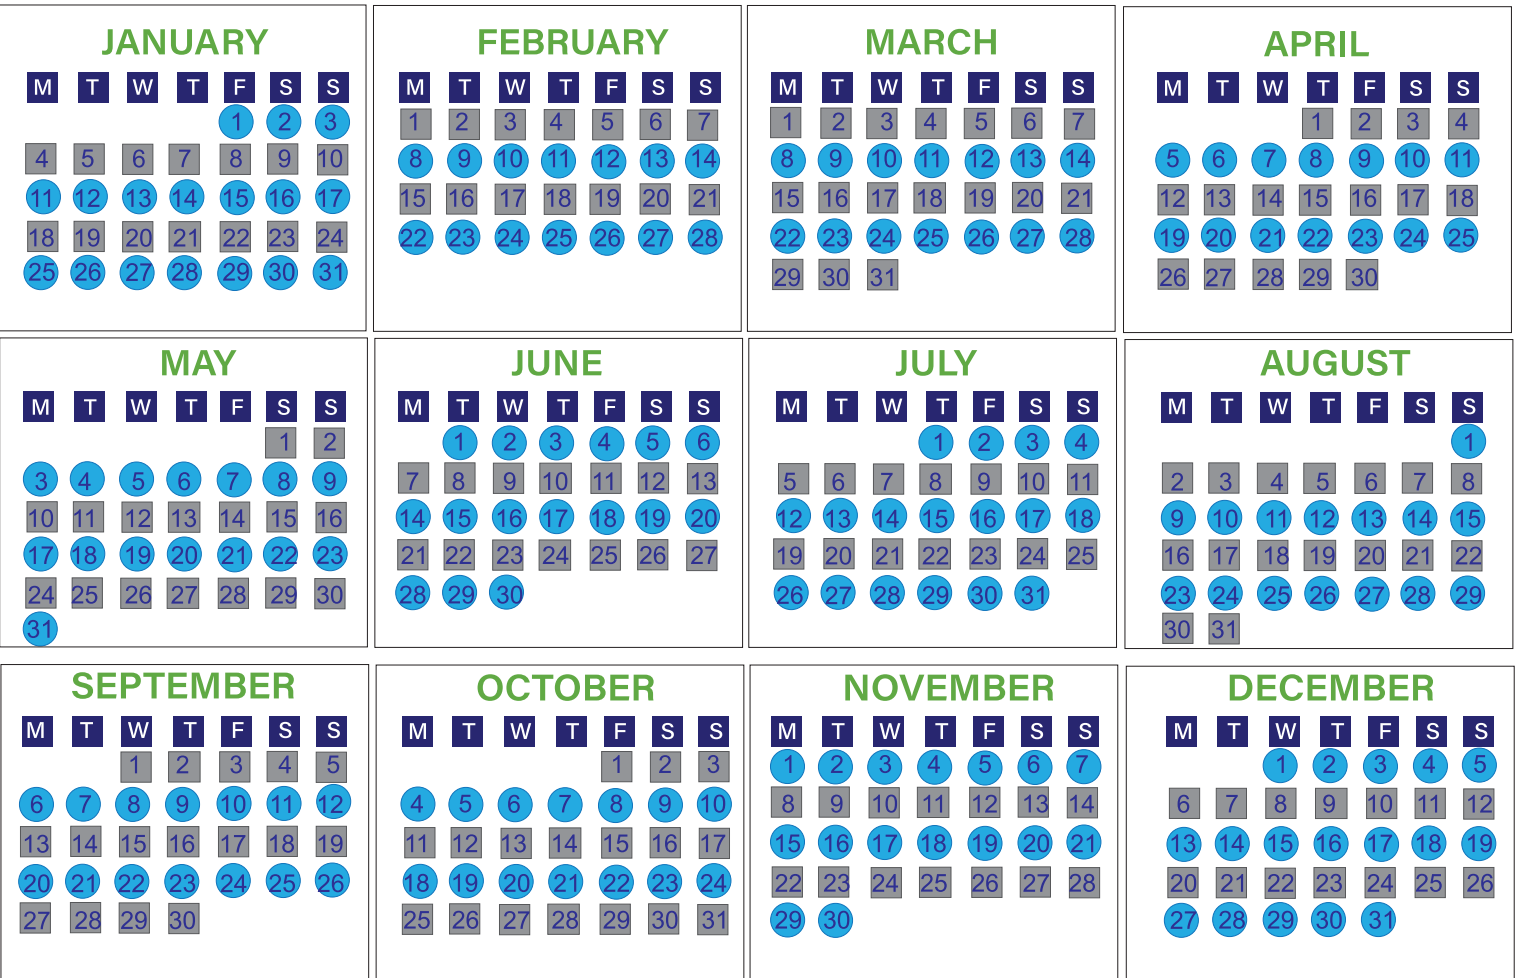 JANUARY
M T W T F S S
1 2 3
4 5 6 7 8 9 10
11 12 13 14 15 16 17
18 19 20 21 22 23 24
25 26 27 28 29 30 31
FEBRUARY
M T W T F S S
1 2 3 4 5 6 7
8 9 10 11 12 13 14
15 16 17 18 19 20 21
22 23 24 25 26 27 28
MARCH
M T W T F S S
1 2 3 4 5 6 7
8 9 10 11 12 13 14
15 16 17 18 19 20 21
22 23 24 25 26 27 28
29 30 31
APRIL
M T W T F S S
1 2 3 4
5 6 7 8 9 10 11
12 13 14 15 16 17 18
19 20 21 22 23 24 25
26 27 28 29 30
MAY
M T W T F S S
1 2
3 4 5 6 7 8 9
10 11 12 13 14 15 16
17 18 19 20 21 22 23
24 25 26 27 28 29 30
31
JUNE
M T W T F S S
1 2 3 4 5 6
7 8 9 10 11 12 13
14 15 16 17 18 19 20
21 22 23 24 25 26 27
28 29 30
JULY
M T W T F S S
1 2 3 4
5 6 7 8 9 10 11
12 13 14 15 16 17 18
19 20 21 22 23 24 25
26 27 28 29 30 31
AUGUST
M T W T F S S
1
2 3 4 5 6 7 8
9 10 11 12 13 14 15
16 17 18 19 20 21 22
23 24 25 26 27 28 29
30 31
SEPTEMBER
M T W T F S S
1 2 3 4 5
6 7 8 9 10 11 12
13 14 15 16 17 18 19
20 21 22 23 24 25 26
27 28 29 30
OCTOBER
M T W T F S S
1 2 3
4 5 6 7 8 9 10
11 12 13 14 15 16 17
18 19 20 21 22 23 24
25 26 27 28 29 30 31
NOVEMBER
M T W T F S S
1 2 3 4 5 6 7
8 9 10 11 12 13 14
15 16 17 18 19 20 21
22 23 24 25 26 27 28
29 30
DECEMBER
M T W T F S S
1 2 3 4 5
6 7 8 9 10 11 12
13 14 15 16 17 18 19
20 21 22 23 24 25 26
27 28 29 30 31